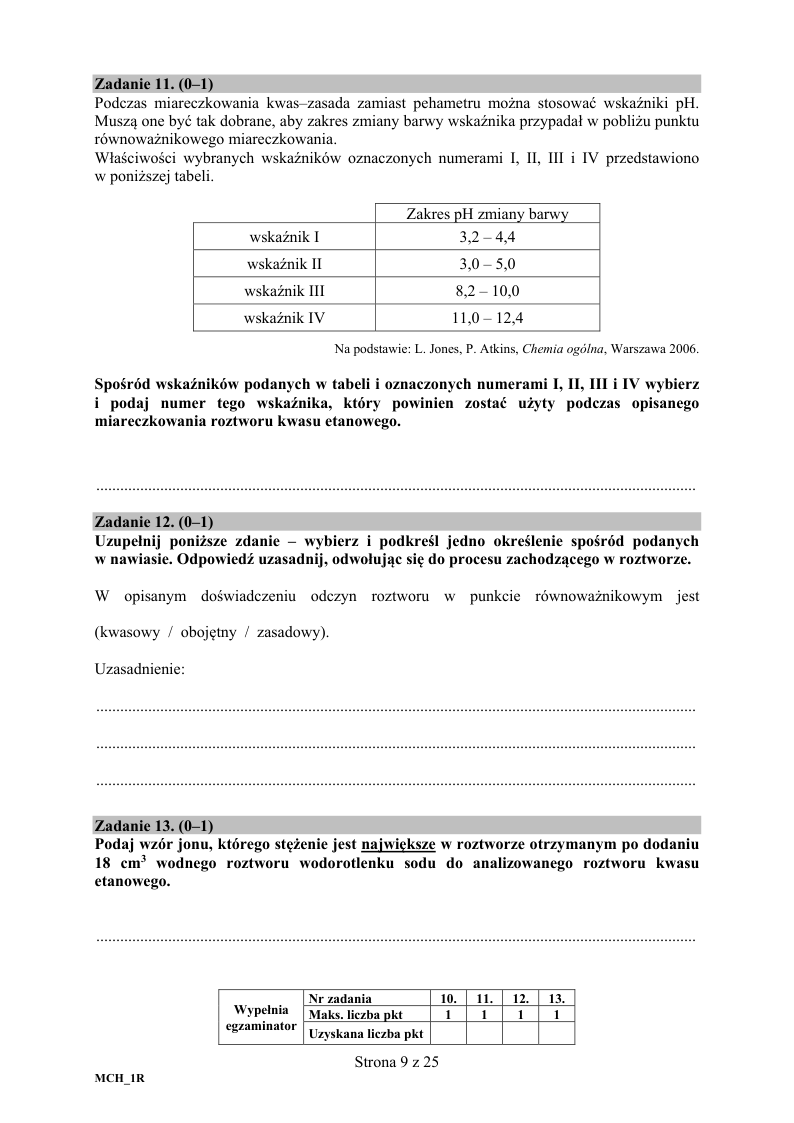 Zadanie 11. (0–1)
Podczas miareczkowania kwas–zasada zamiast pehametru można stosować wskaźniki pH.
Muszą one być tak dobrane, aby zakres zmiany barwy wskaźnika przypadał w pobliżu punktu
równoważnikowego miareczkowania.
Właściwości wybranych wskaźników oznaczonych numerami I, II, III i IV przedstawiono
w poniższej tabeli.
Zakres pH zmiany barwy
wskaźnik I 3,2 – 4,4
wskaźnik II 3,0 – 5,0
wskaźnik III 8,2 – 10,0
wskaźnik IV 11,0 – 12,4
Na podstawie: L. Jones, P. Atkins, Chemia ogólna, Warszawa 2006.
Spośród wskaźników podanych w tabeli i oznaczonych numerami I, II, III i IV wybierz
i podaj numer tego wskaźnika, który powinien zostać użyty podczas opisanego
miareczkowania roztworu kwasu etanowego.
Zadanie 12. (0–1)
Uzupełnij poniższe zdanie – wybierz i podkreśl jedno określenie spośród podanych
w nawiasie. Odpowiedź uzasadnij, odwołując się do procesu zachodzącego w roztworze.
W opisanym doświadczeniu odczyn roztworu w punkcie równoważnikowym jest
(kwasowy / obojętny / zasadowy).
Uzasadnienie:
Zadanie 13. (0–1)
Podaj wzór jonu, którego stężenie jest największe w roztworze otrzymanym po dodaniu
18 cm³ wodnego roztworu wodorotlenku sodu do analizowanego roztworu kwasu
etanowego.
Wypełnia egzaminator
Nr zadania 10. 11. 12. 13.
Maks. liczba pkt 1 1 1 1
Uzyskana liczba pkt
Strona 9 z 25
MCH_1R